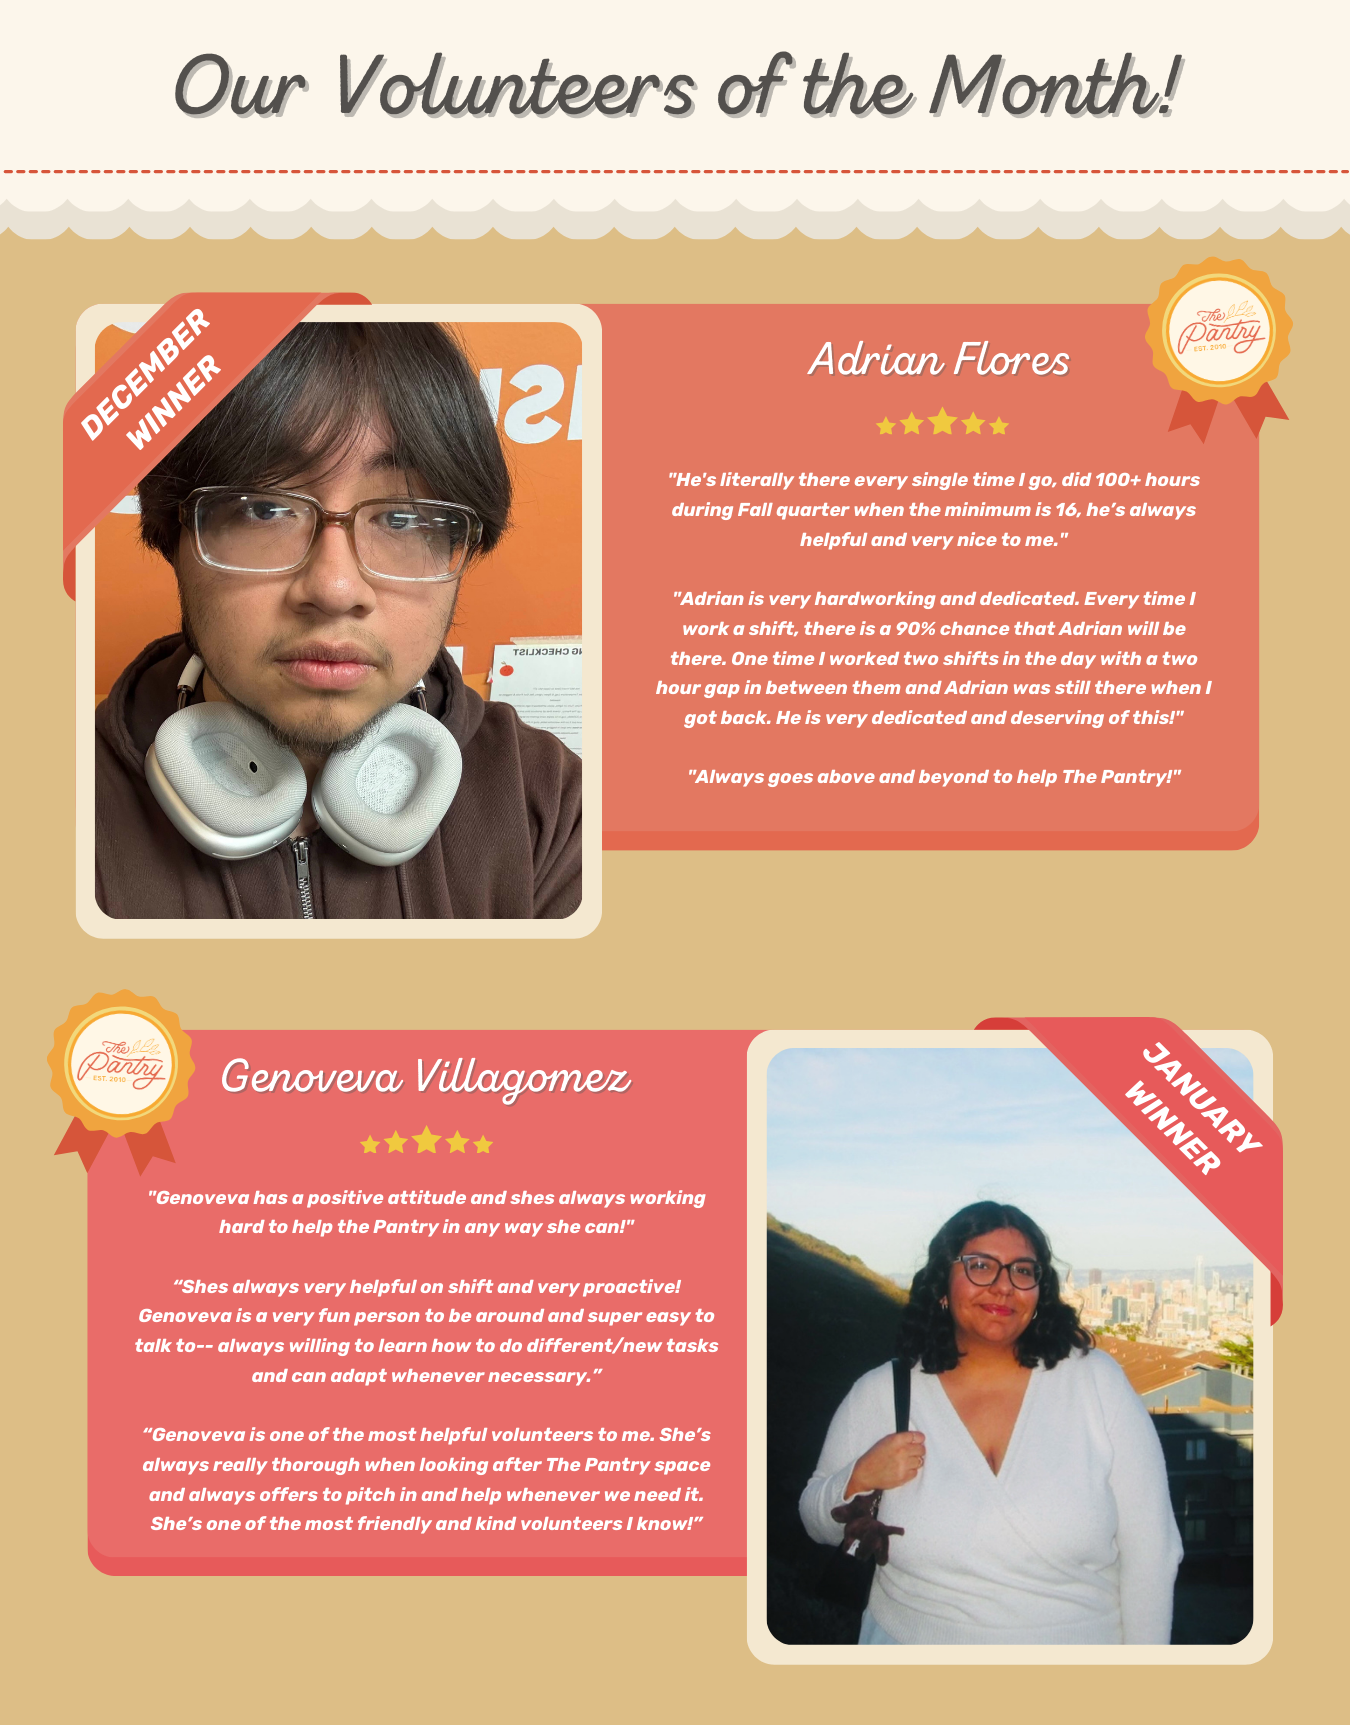 Our Volunteers of the Month!
DECEMBER
WINNER
The
Pantry
EST. 2010
Adrian Flores
"He's literally there every single time I go, did 100+ hours
during Fall quarter when the minimum is 16, he’s always
helpful and very nice to me."
"Adrian is very hardworking and dedicated. Every time I
work a shift, there is a 90% chance that Adrian will be
there. One time I worked two shifts in the day with a two
hour gap in between them and Adrian was still there when I
got back. He is very dedicated and deserving of this!"
"Always goes above and beyond to help The Pantry!"
NG CHECKLIST
The
Pantry
EST. 2010
Genoveva Villagomez
JANUARY
WINNER
"Genoveva has a positive attitude and shes always working
hard to help the Pantry in any way she can!"
“Shes always very helpful on shift and very proactive!
Genoveva is a very fun person to be around and super easy to
talk to-- always willing to learn how to do different/new tasks
and can adapt whenever necessary.”
“Genoveva is one of the most helpful volunteers to me. She’s
always really thorough when looking after The Pantry space
and always offers to pitch in and help whenever we need it.
She’s one of the most friendly and kind volunteers I know!”